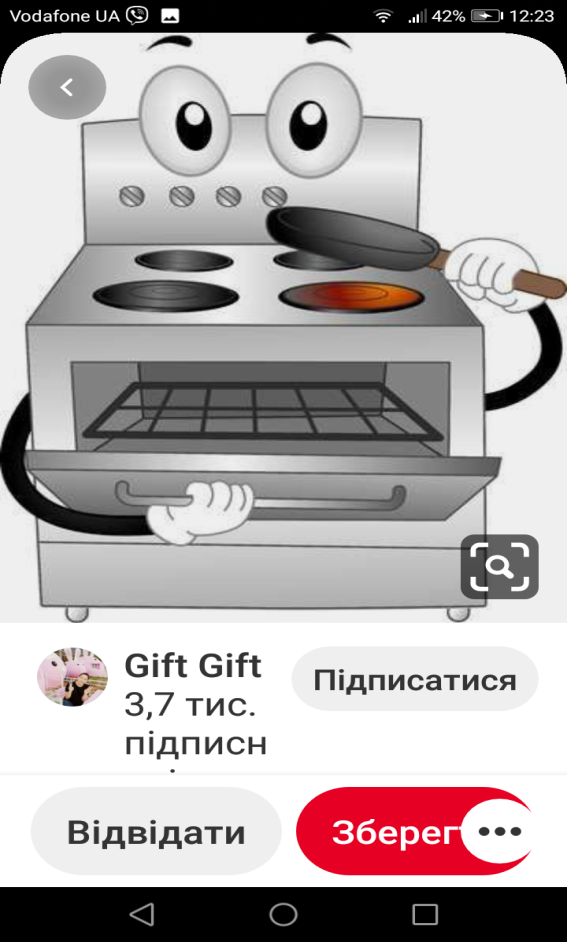 Vodafone UA 42% 12:23
Gift Gift
3,7 тис.
підписн
Підписатися
Відвідати
Зберег